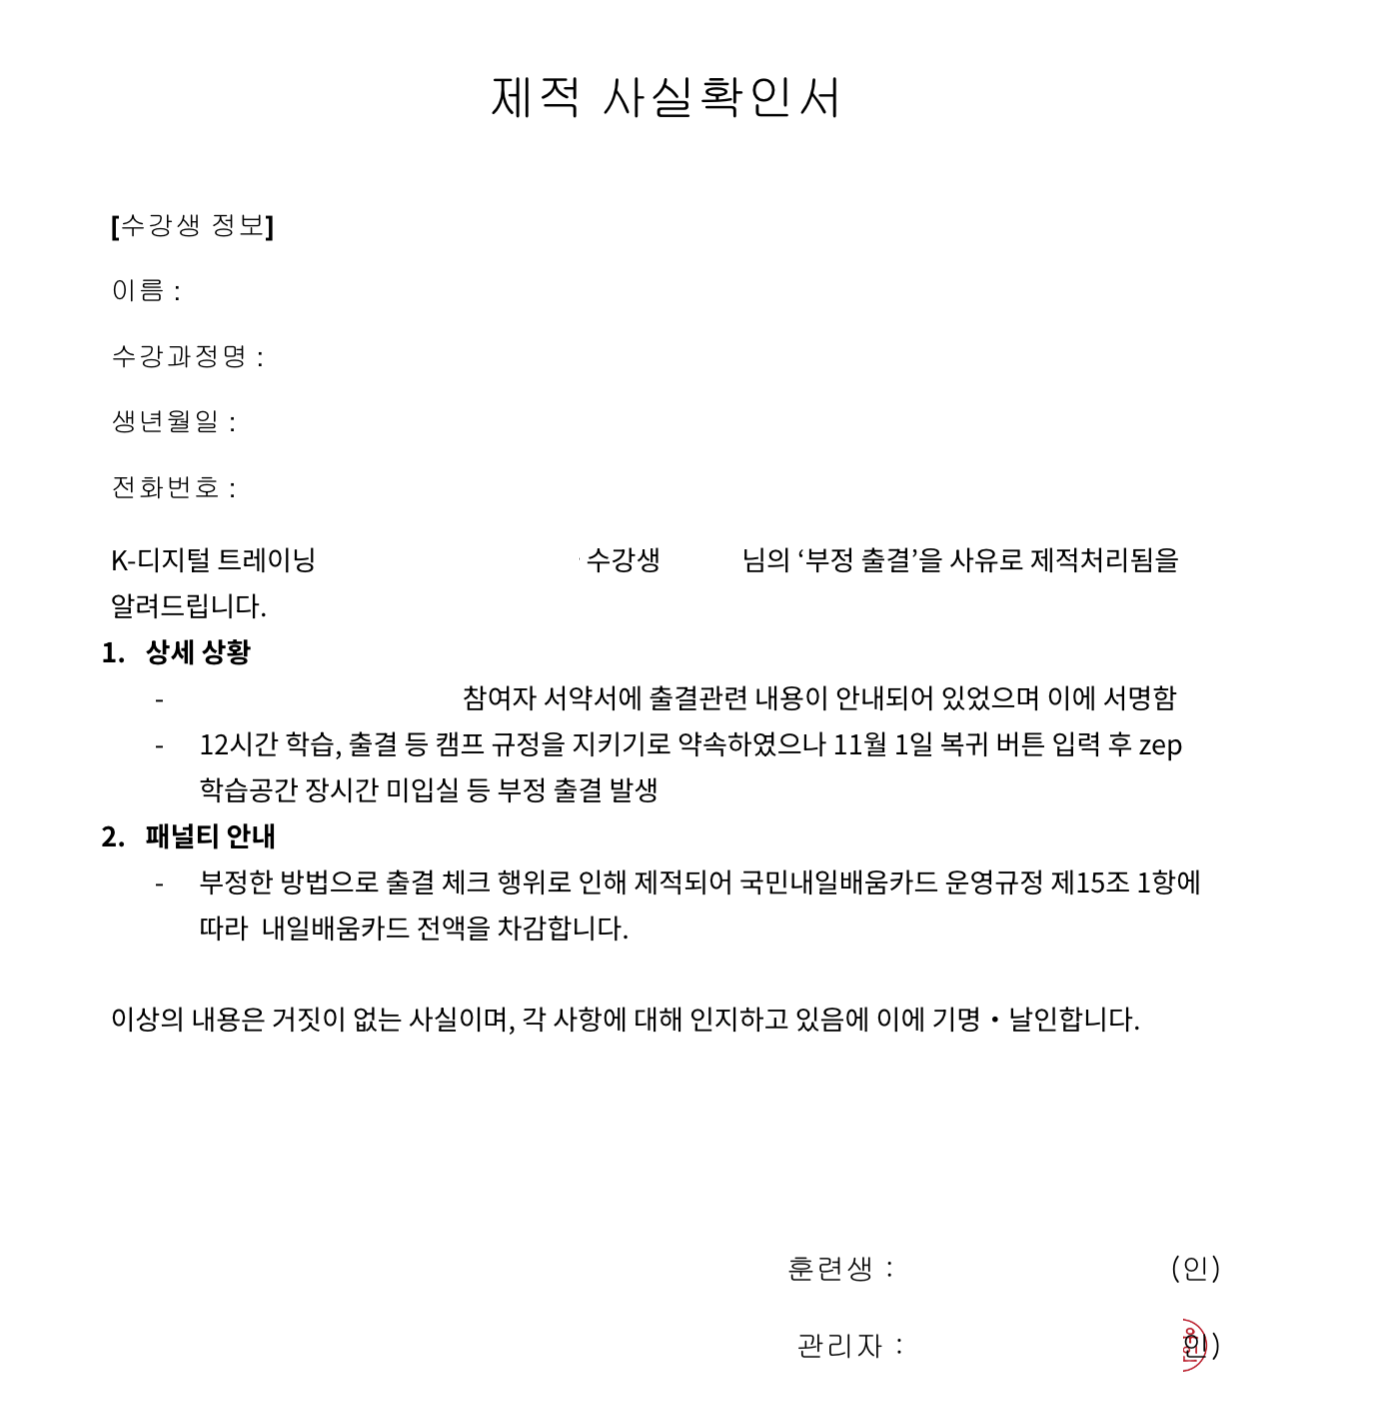 제적 사실확인서
[수강생 정보]
이름 :
수강과정명 :
생년월일 :
전화번호 :
K-디지털 트레이닝 수강생 님의 ‘부정 출결’을 사유로 제적처리됨을
알려드립니다.
1. 상세 상황
- 참여자 서약서에 출결관련 내용이 안내되어 있었으며 이에 서명함
- 12시간 학습, 출결 등 캠프 규정을 지키기로 약속하였으나 11월 1일 복귀 버튼 입력 후 zep
학습공간 장시간 미입실 등 부정 출결 발생
2. 패널티 안내
- 부정한 방법으로 출결 체크 행위로 인해 제적되어 국민내일배움카드 운영규정 제15조 1항에
따라 내일배움카드 전액을 차감합니다.
이상의 내용은 거짓이 없는 사실이며, 각 사항에 대해 인지하고 있음에 이에 기명 • 날인합니다.
훈련생 : (인)
관리자 : 인)